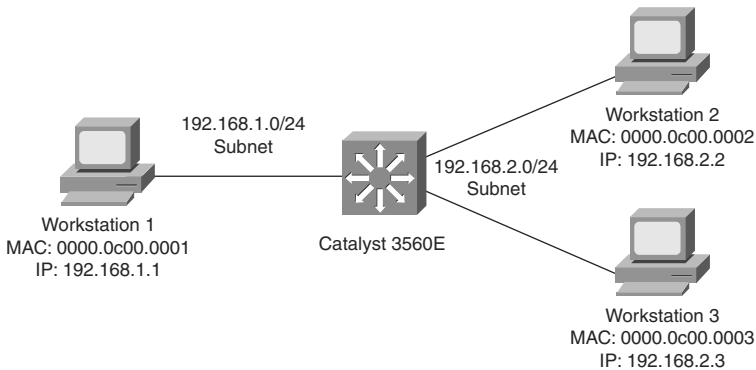 192.168.1.0/24
Subnet
Workstation 1
MAC: 0000.0c00.0001
IP: 192.168.1.1
Catalyst 3560E
192.168.2.0/24
Subnet
Workstation 2
MAC: 0000.0c00.0002
IP: 192.168.2.2
Workstation 3
MAC: 0000.0c00.0003
IP: 192.168.2.3